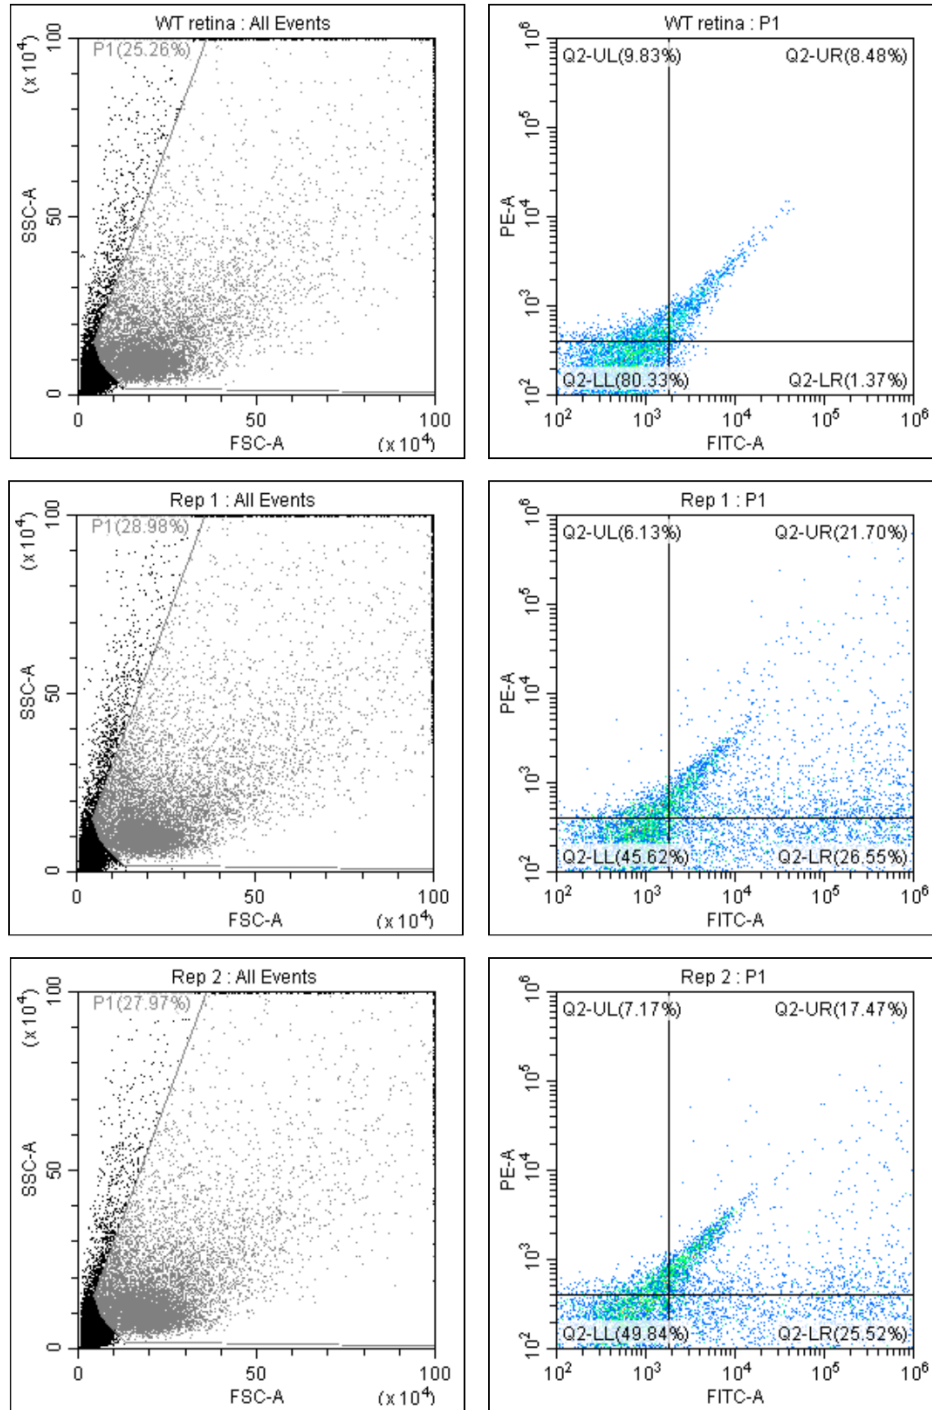 WT retina : All Events
P1(25.26%)
(x10⁴)
100
50
0
SSC-A
0
50
100
FSC-A
(x10⁴)
WT retina : P1
Q2-UL(9.83%)
Q2-UR(8.48%)
10⁶
10⁵
10⁴
10³
10²
PE-A
Q2-LL(80.33%)
Q2-LR(1.37%)
10²
10³
10⁴
10⁵
10⁶
FITC-A
Rep 1 : All Events
P1(28.98%)
(x10⁴)
100
50
0
SSC-A
0
50
100
FSC-A
(x10⁴)
Rep 1 : P1
Q2-UL(6.13%)
Q2-UR(21.70%)
10⁶
10⁵
10⁴
10³
10²
PE-A
Q2-LL(45.62%)
Q2-LR(26.55%)
10²
10³
10⁴
10⁵
10⁶
FITC-A
Rep 2 : All Events
P1(27.97%)
(x10⁴)
100
50
0
SSC-A
0
50
100
FSC-A
(x10⁴)
Rep 2 : P1
Q2-UL(7.17%)
Q2-UR(17.47%)
10⁶
10⁵
10⁴
10³
10²
PE-A
Q2-LL(49.84%)
Q2-LR(25.52%)
10²
10³
10⁴
10⁵
10⁶
FITC-A